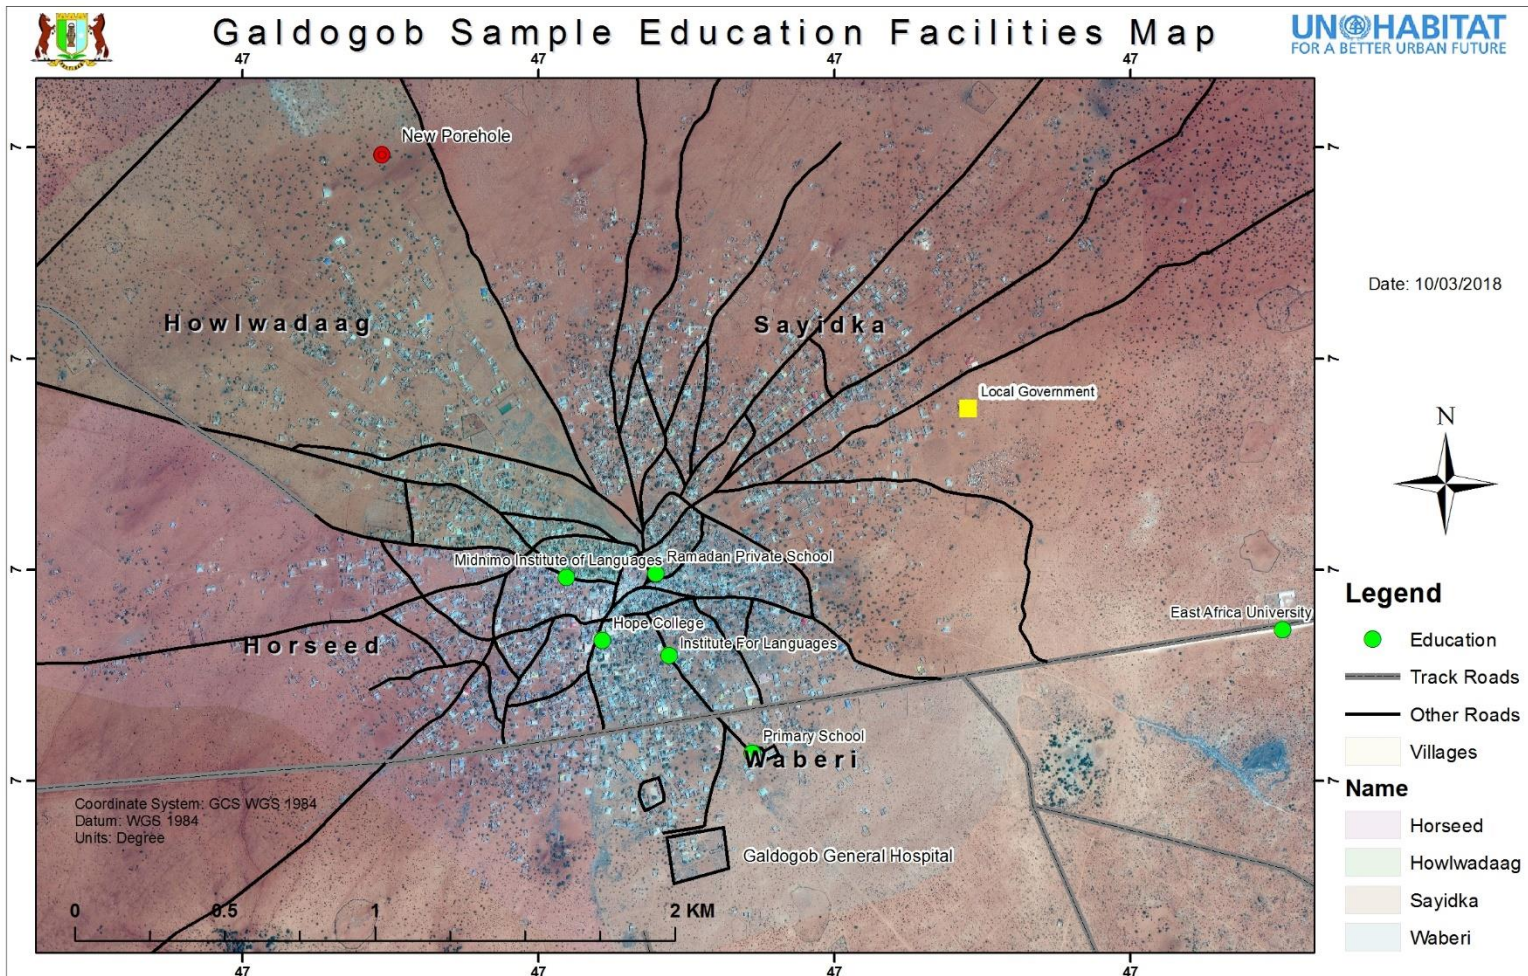 Galdogob Sample Education Facilities Map
UN HABITAT
FOR A BETTER URBAN FUTURE
47 47 47 47
7 7
7 7
7 7
7 7
New Porehole
Howlwadaag
Sayidka
Date: 10/03/2018
Local Government
N
Midnimo Institute of Languages
Ramadan Private School
East Africa University
Hope College
Horseed
Institute For Languages
Primary School
Waberi
Coordinate System: GCS WGS 1984
Datum: WGS 1984
Units: Degree
Galdogob General Hospital
0 0.5 1 2 KM
47 47 47 47
Legend
Education
Track Roads
Other Roads
Villages
Name
Horseed
Howlwadaag
Sayidka
Waberi